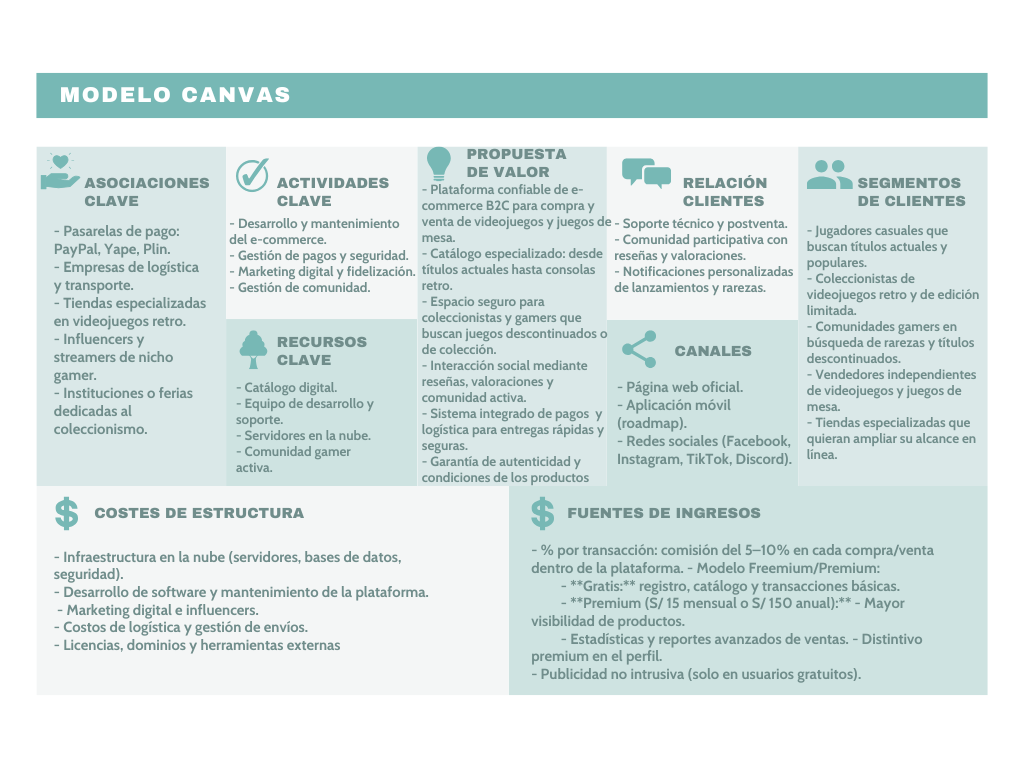 MODELO CANVAS
ASOCIACIONES
CLAVE
- Pasarelas de pago:
PayPal, Yape, Plin.
- Empresas de logística
y transporte.
- Tiendas especializadas
en videojuegos retro.
- Influencers y
streamers de nicho
gamer.
- Instituciones o ferias
dedicadas al
coleccionismo.
ACTIVIDADES
CLAVE
- Desarrollo y mantenimiento
del e-commerce.
- Gestión de pagos y seguridad.
- Marketing digital y fidelización.
- Gestión de comunidad.
RECURSOS
CLAVE
- Catálogo digital.
- Equipo de desarrollo y
soporte.
- Servidores en la nube.
- Comunidad gamer
activa.
PROPUESTA
DE VALOR
- Plataforma confiable de e-
commerce B2C para compra y
venta de videojuegos y juegos de
mesa.
- Catálogo especializado: desde
títulos actuales hasta consolas
retro.
- Espacio seguro para
coleccionistas y gamers que
buscan juegos descontinuados o
de colección.
- Interacción social mediante
reseñas, valoraciones y
comunidad activa.
- Sistema integrado de pagos y
logística para entregas rápidas y
seguras.
- Garantía de autenticidad y
condiciones de los productos
RELACIÓN
CLIENTES
- Soporte técnico y postventa.
- Comunidad participativa con
reseñas y valoraciones.
- Notificaciones personalizadas
de lanzamientos y rarezas.
CANALES
- Página web oficial.
- Aplicación móvil
(roadmap).
- Redes sociales (Facebook,
Instagram, TikTok, Discord).
SEGMENTOS
DE CLIENTES
- Jugadores casuales que
buscan títulos actuales y
populares.
- Coleccionistas de
videojuegos retro y de edición
limitada.
- Comunidades gamers en
búsqueda de rarezas y títulos
descontinuados.
- Vendedores independientes
de videojuegos y juegos de
mesa.
- Tiendas especializadas que
quieran ampliar su alcance en
línea.
COSTES DE ESTRUCTURA
- Infraestructura en la nube (servidores, bases de datos,
seguridad).
- Desarrollo de software y mantenimiento de la plataforma.
- Marketing digital e influencers.
- Costos de logística y gestión de envíos.
- Licencias, dominios y herramientas externas
FUENTES DE INGRESOS
- % por transacción: comisión del 5–10% en cada compra/venta
dentro de la plataforma. - Modelo Freemium/Premium:
- **Gratis:** registro, catálogo y transacciones básicas.
- **Premium (S/ 15 mensual o S/ 150 anual):** - Mayor
visibilidad de productos.
- Estadísticas y reportes avanzados de ventas. - Distintivo
premium en el perfil.
- Publicidad no intrusiva (solo en usuarios gratuitos).